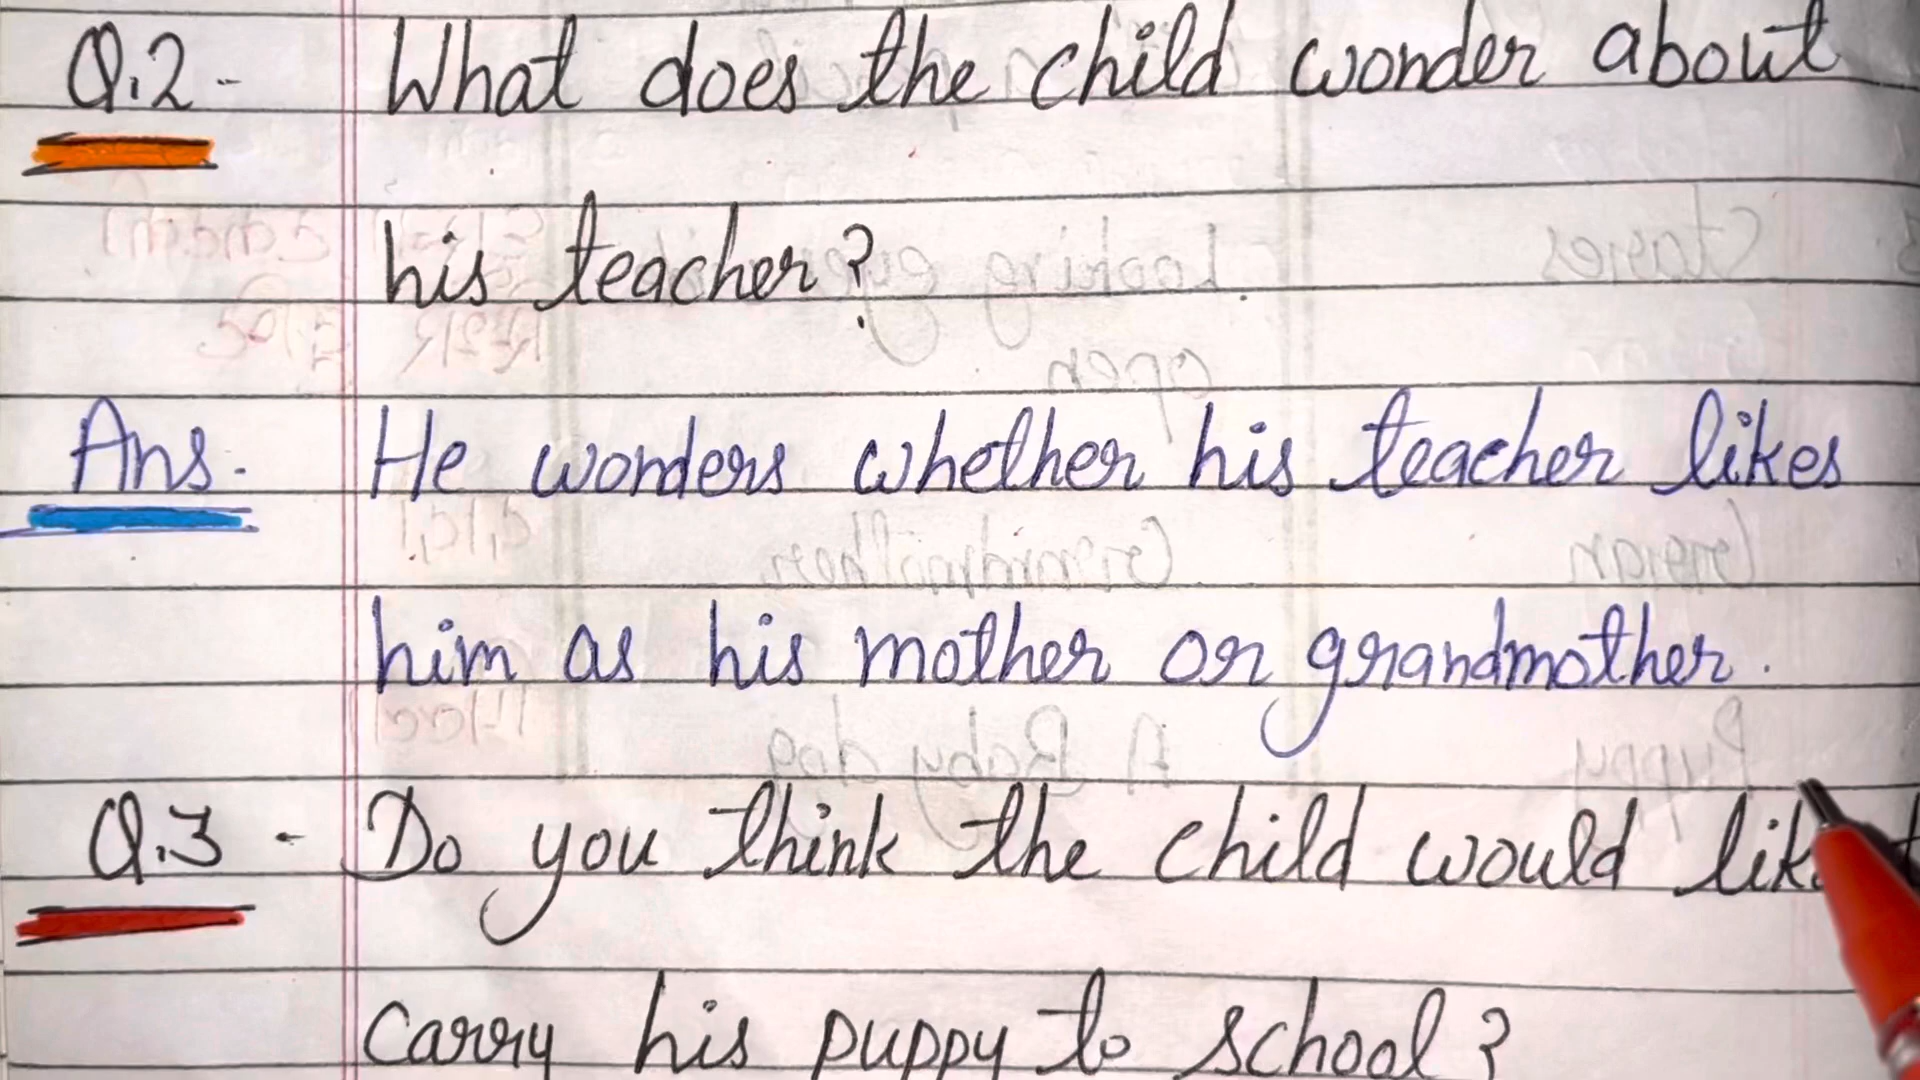 Q.2- What does the child wonder about
his teacher?
Ans. He wonders whether his teacher likes
him as his mother or grandmother.
Q.3 - Do you think the child would like
carry his puppy to school?